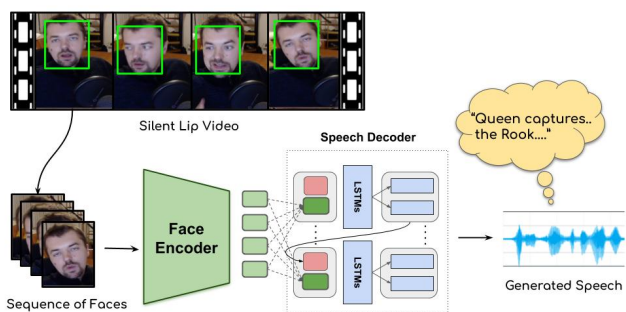 Silent Lip Video
Speech Decoder
"Queen captures..
the Rook...."
LSTMs
Face
Encoder
LSTMs
Sequence of Faces
Generated Speech